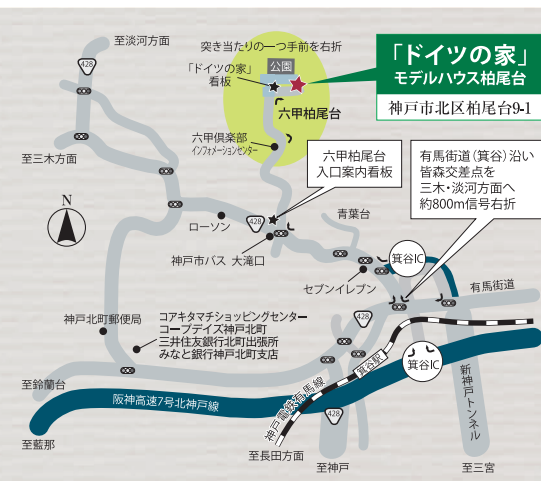 至淡河方面
428
突き当たりの一つ手前を右折
公園
「ドイツの家」
看板
「ドイツの家」
モデルハウス柏尾台
神戸市北区柏尾台9-1
六甲柏尾台
六甲倶楽部
インフォメーションセンター
至三木方面
六甲柏尾台
入口案内看板
有馬街道(箕谷)沿い
皆森交差点を
三木・淡河方面へ
約800m信号右折
N
ローソン
428
青葉台
神戸市バス 大滝口
箕谷IC
セブンイレブン
有馬街道
428
神戸北町郵便局
コアキタマチショッピングセンター
コープデイズ神戸北町
三井住友銀行北町出張所
みなと銀行神戸北町支店
箕谷駅
箕谷IC
至鈴蘭台
阪神高速7号北神戸線
神戸電鉄有馬線
新神戸トンネル
428
至藍那
至長田方面
至神戸
至三宮